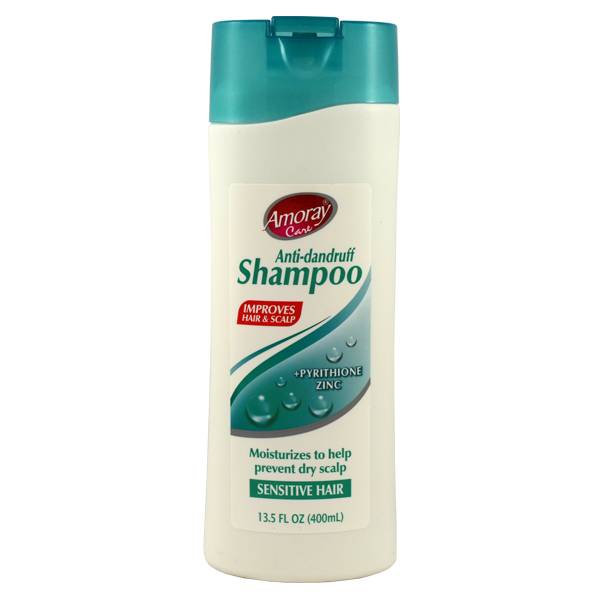 Amoray®
Care
Anti-dandruff
Shampoo
IMPROVES
HAIR & SCALP
+PYRITHIONE
ZINC
Moisturizes to help
prevent dry scalp
SENSITIVE HAIR
13.5 FL OZ (400mL)